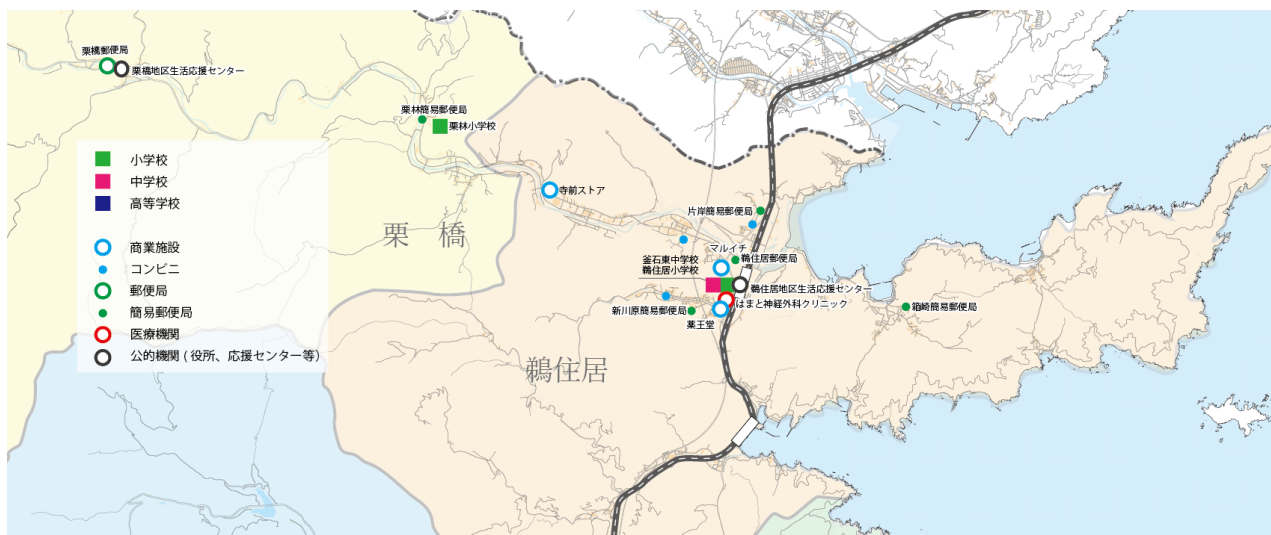 栗橋郵便局
栗橋地区生活応援センター
栗林簡易郵便局
栗林小学校
小学校
中学校
高等学校
商業施設
コンビニ
郵便局
簡易郵便局
医療機関
公的機関 ( 役所、応援センター等 )
寺前ストア
栗 橋
片岸簡易郵便局
マルイチ
鵜住居郵便局
釜石東中学校
鵜住居小学校
鵜住居地区生活応援センター
はまと神経外科クリニック
新川原簡易郵便局
薬王堂
箱崎簡易郵便局
鵜住居